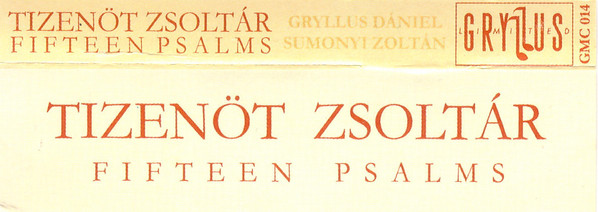 TIZENÖT ZSOLTÁR
FIFTEEN PSALMS
GRYLLUS DÁNIEL
SUMONYI ZOLTÁN
GRYLLUS
LIMITED
GMC 014
TIZENÖT ZSOLTÁR
FIFTEEN PSALMS